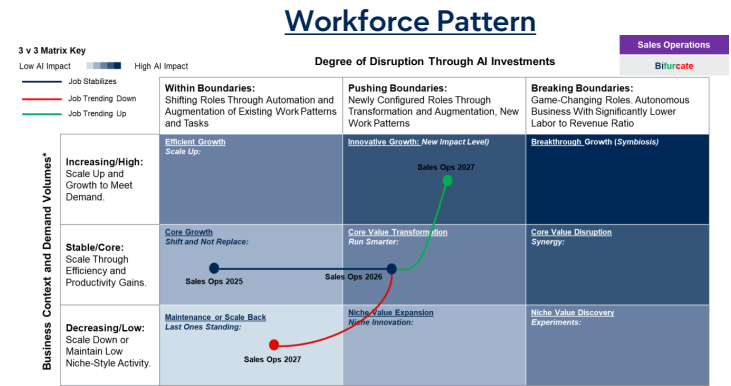 Workforce Pattern
3 v 3 Matrix Key
Low AI Impact
High AI Impact
Job Stabilizes
Job Trending Down
Job Trending Up
Degree of Disruption Through AI Investments
Sales Operations
Bifurcate
Within Boundaries:
Shifting Roles Through Automation and
Augmentation of Existing Work Patterns
and Tasks
Pushing Boundaries:
Newly Configured Roles Through
Transformation and Augmentation, New
Work Patterns
Breaking Boundaries:
Game-Changing Roles, Autonomous
Business With Significantly Lower
Labor to Revenue Ratio
Business Context and Demand Volumes*
Increasing/High:
Scale Up and
Growth to Meet
Demand.
Efficient Growth
Scale Up:
Innovative Growth: New Impact Level)
Sales Ops 2027
Breakthrough Growth (Symbiosis)
Stable/Core:
Scale Through
Efficiency and
Productivity Gains.
Core Growth
Shift and Not Replace:
Sales Ops 2025
Core Value Transformation
Run Smarter:
Sales Ops 2026
Core Value Disruption
Synergy:
Decreasing/Low:
Scale Down or
Maintain Low
Niche-Style Activity.
Maintenance or Scale Back
Last Ones Standing:
Sales Ops 2027
Niche Value Expansion
Niche Innovation:
Niche Value Discovery
Experiments: